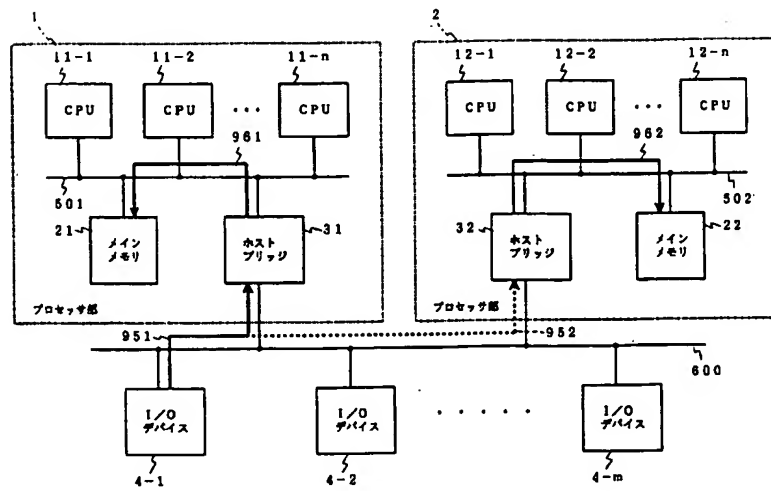 1
2
11-1 11-2 11-n
12-1 12-2 12-n
CPU CPU ・・・ CPU
CPU CPU ・・・ CPU
961
962
501
502
21 メイン メモリ
ホスト ブリッジ 31
32 ホスト ブリッジ
メイン メモリ 22
プロセッサ部
プロセッサ部
951
952
600
I/O デバイス
I/O デバイス
・・・・・
I/O デバイス
4-1
4-2
4-m